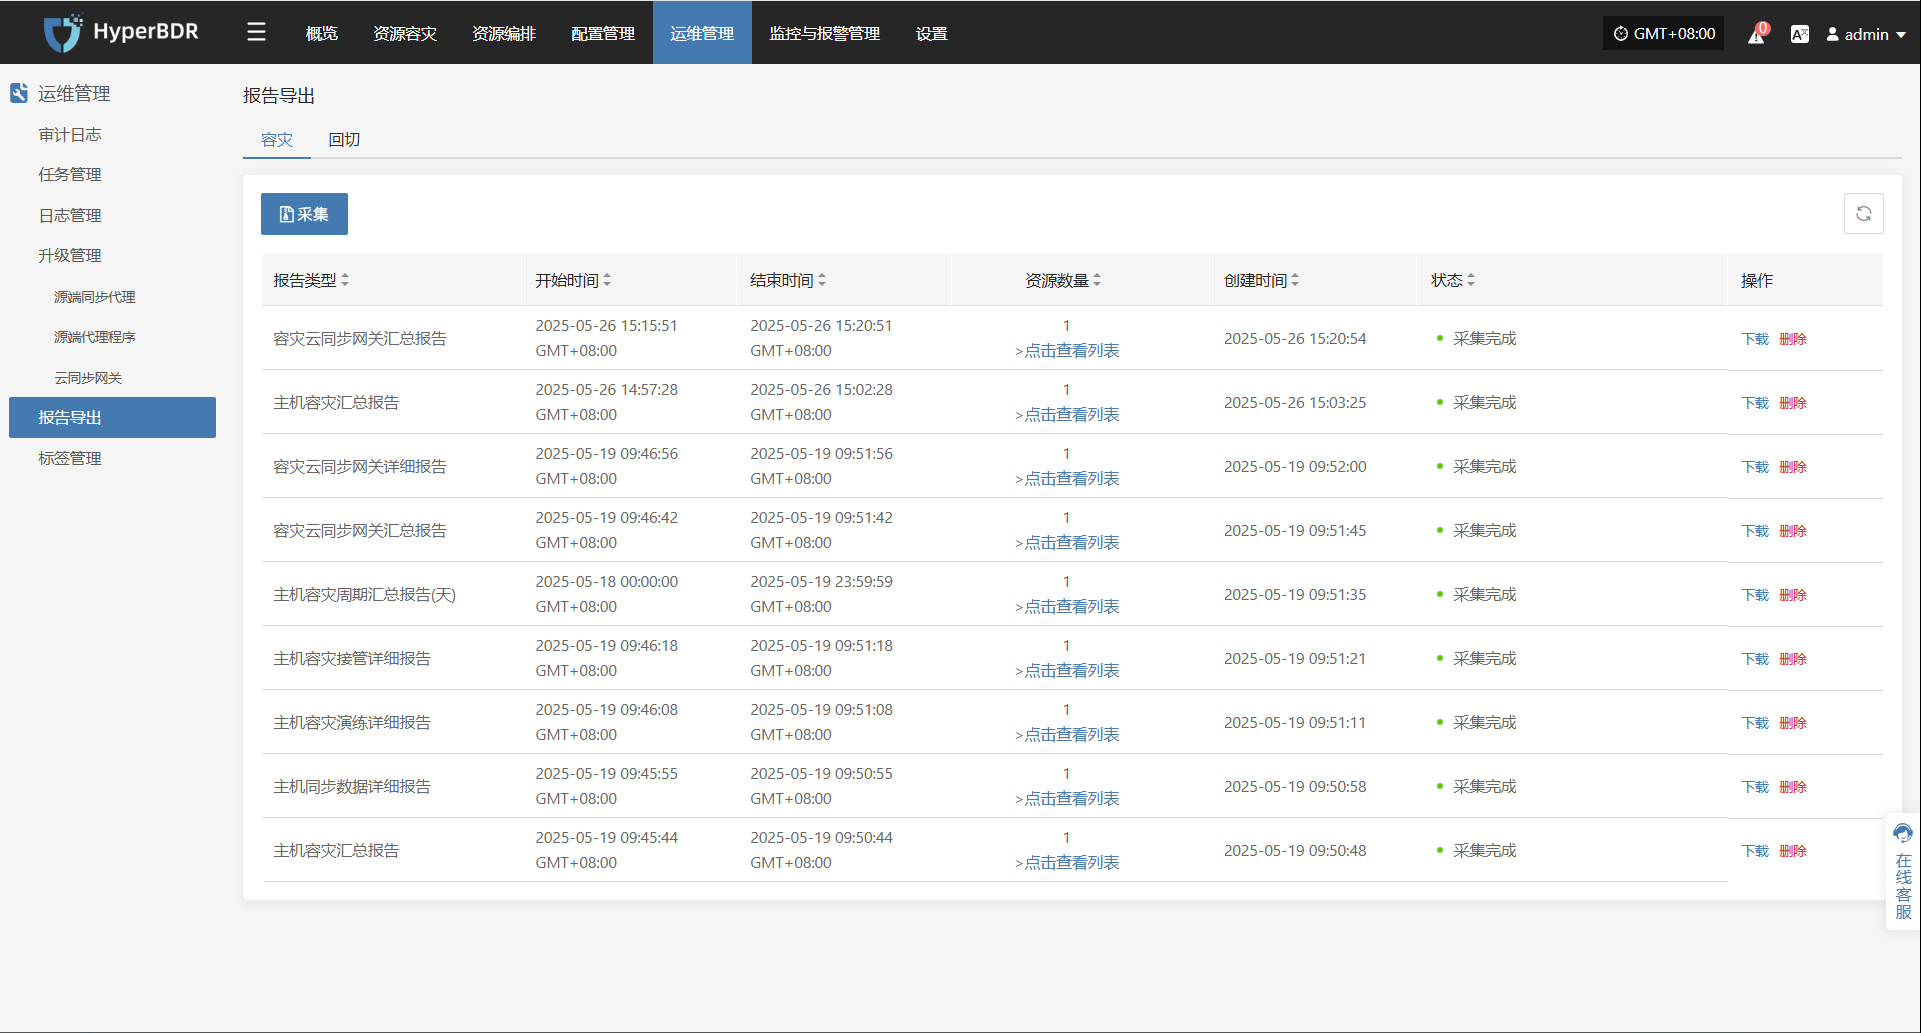 HyperBDR
概览
资源容灾
资源编排
配置管理
运维管理
监控与报警管理
设置
GMT+08:00
0
admin
运维管理
审计日志
任务管理
日志管理
升级管理
源端同步代理
源端代理程序
云同步网关
报告导出
标签管理
报告导出
容灾
回切
采集
报告类型 开始时间 结束时间 资源数量 创建时间 状态 操作
2025-05-26 15:15:51 2025-05-26 15:20:51 1
容灾云同步网关汇总报告 2025-05-26 15:20:54 采集完成 下载 删除
GMT+08:00 GMT+08:00 >点击查看列表
2025-05-26 14:57:28 2025-05-26 15:02:28 1
主机容灾汇总报告 2025-05-26 15:03:25 采集完成 下载 删除
GMT+08:00 GMT+08:00 >点击查看列表
2025-05-19 09:46:56 2025-05-19 09:51:56 1
容灾云同步网关详细报告 2025-05-19 09:52:00 采集完成 下载 删除
GMT+08:00 GMT+08:00 >点击查看列表
2025-05-19 09:46:42 2025-05-19 09:51:42 1
容灾云同步网关汇总报告 2025-05-19 09:51:45 采集完成 下载 删除
GMT+08:00 GMT+08:00 >点击查看列表
2025-05-18 00:00:00 2025-05-19 23:59:59 1
主机容灾周期汇总报告(天) 2025-05-19 09:51:35 采集完成 下载 删除
GMT+08:00 GMT+08:00 >点击查看列表
2025-05-19 09:46:18 2025-05-19 09:51:18 1
主机容灾接管详细报告 2025-05-19 09:51:21 采集完成 下载 删除
GMT+08:00 GMT+08:00 >点击查看列表
2025-05-19 09:46:08 2025-05-19 09:51:08 1
主机容灾演练详细报告 2025-05-19 09:51:11 采集完成 下载 删除
GMT+08:00 GMT+08:00 >点击查看列表
2025-05-19 09:45:55 2025-05-19 09:50:55 1
主机同步数据详细报告 2025-05-19 09:50:58 采集完成 下载 删除
GMT+08:00 GMT+08:00 >点击查看列表
2025-05-19 09:45:44 2025-05-19 09:50:44 1
主机容灾汇总报告 2025-05-19 09:50:48 采集完成 下载 删除
GMT+08:00 GMT+08:00 >点击查看列表
在线客服